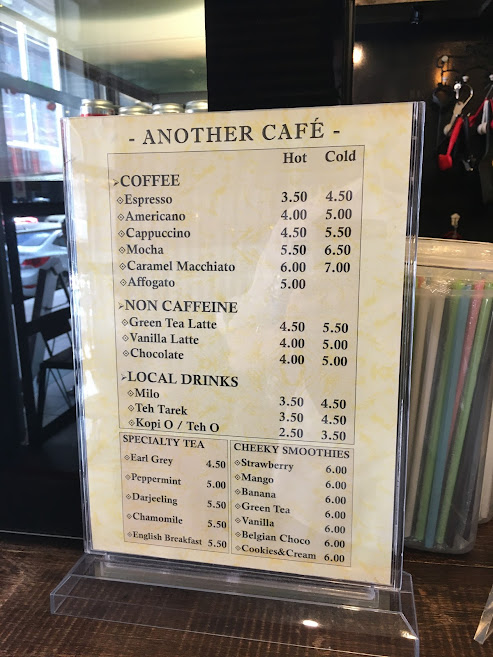 - ANOTHER CAFÉ -
Hot Cold
COFFEE
Espresso 3.50 4.50
Americano 4.00 5.00
Cappuccino 4.50 5.50
Mocha 5.50 6.50
Caramel Macchiato 6.00 7.00
Affogato 5.00
NON CAFFEINE
Green Tea Latte 4.50 5.50
Vanilla Latte 4.00 5.00
Chocolate 4.00 5.00
LOCAL DRINKS
Milo 3.50 4.50
Teh Tarek 3.50 4.50
Kopi O / Teh O 2.50 3.50
SPECIALTY TEA
Earl Grey 4.50
Peppermint 5.00
Darjeeling 5.50
Chamomile 5.50
English Breakfast 5.50
CHEEKY SMOOTHIES
Strawberry 6.00
Mango 6.00
Banana 6.00
Green Tea 6.00
Vanilla 6.00
Belgian Choco 6.00
Cookies&Cream 6.00